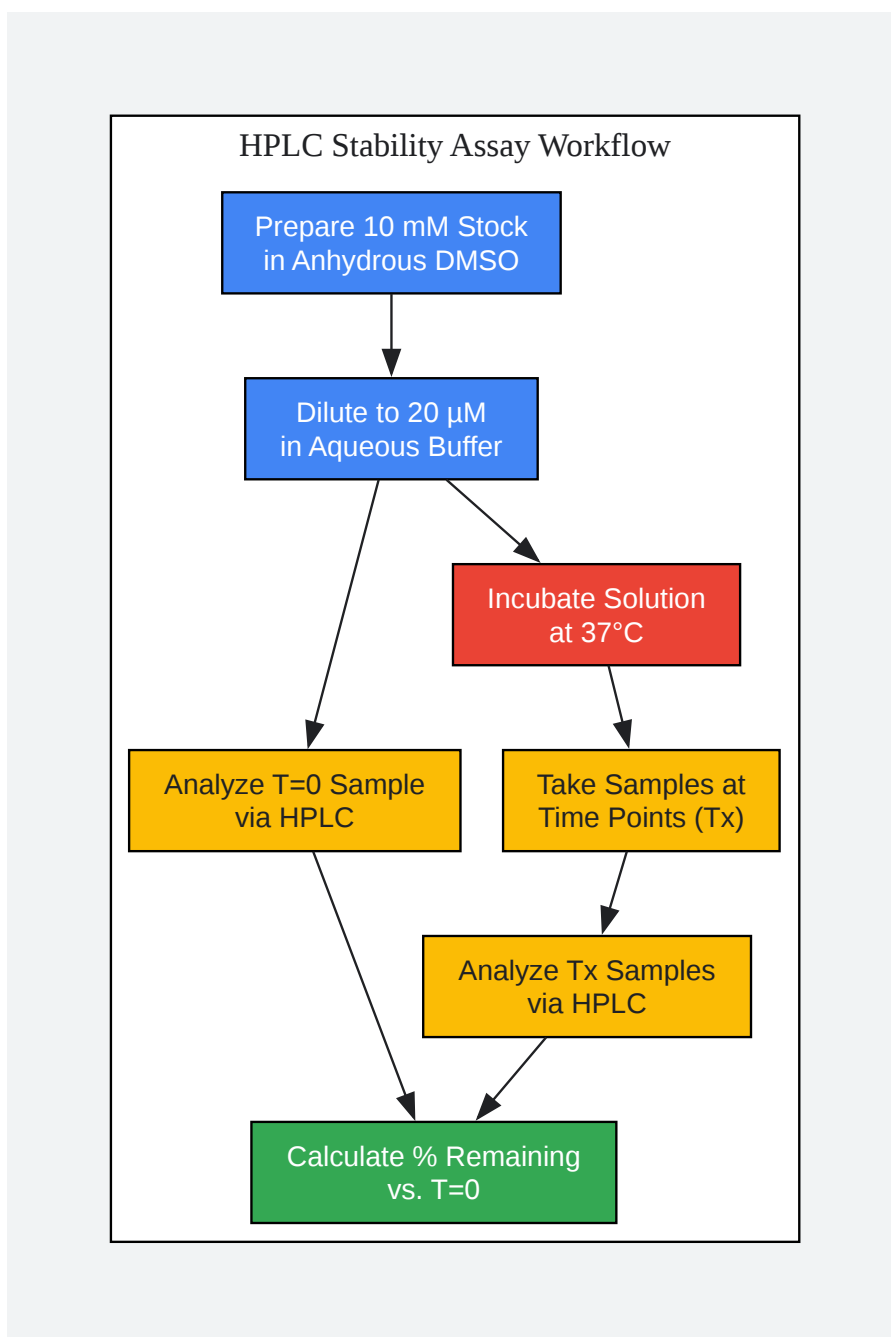 HPLC Stability Assay Workflow
Prepare 10 mM Stock
in Anhydrous DMSO
Dilute to 20 µM
in Aqueous Buffer
Incubate Solution
at 37°C
Analyze T=0 Sample
via HPLC
Take Samples at
Time Points (Tx)
Analyze Tx Samples
via HPLC
Calculate % Remaining
vs. T=0